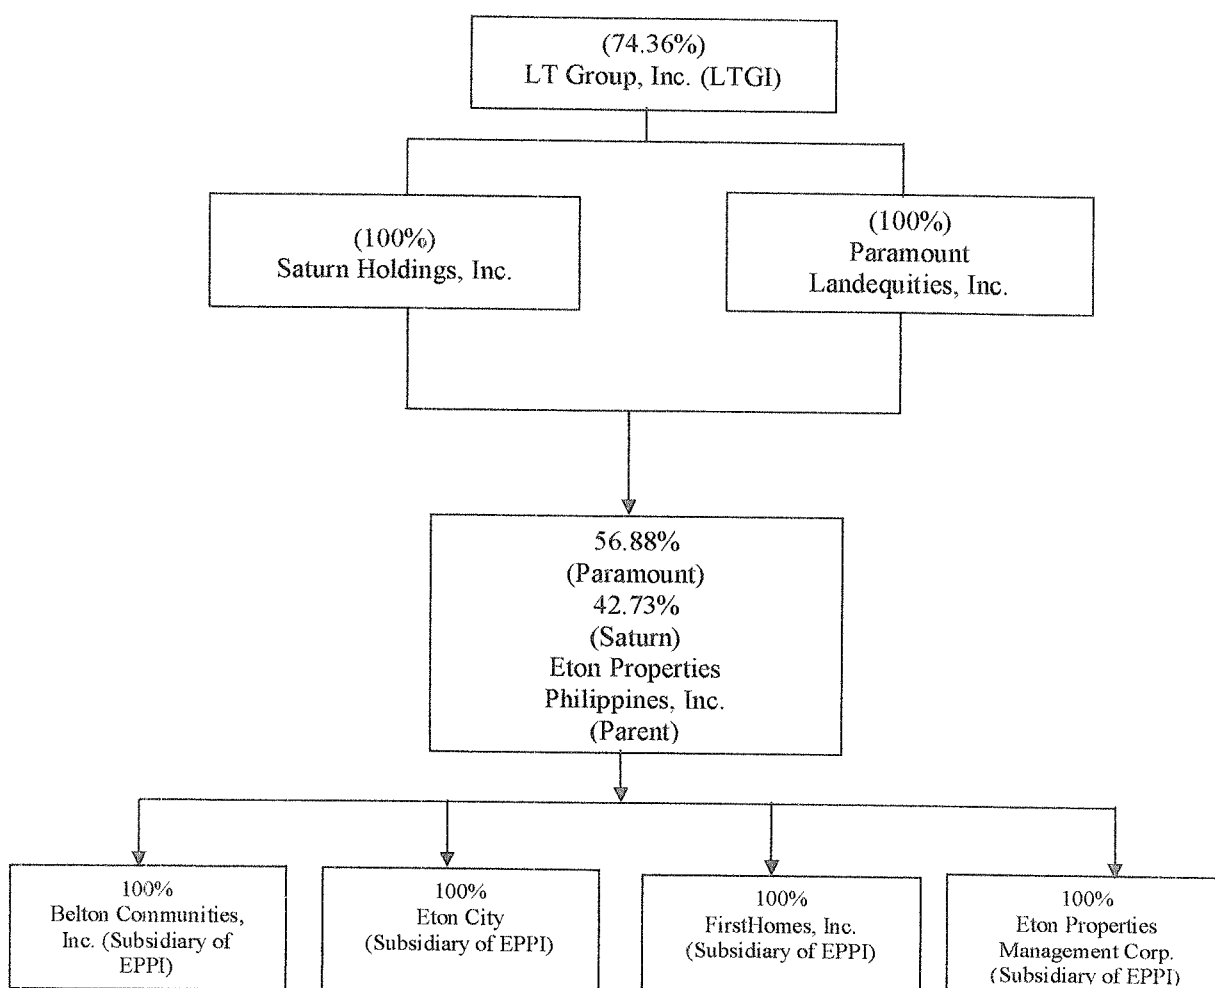 (74.36%)
LT Group, Inc. (LTGI)
(100%)
Saturn Holdings, Inc.
(100%)
Paramount
Landequities, Inc.
56.88%
(Paramount)
42.73%
(Saturn)
Eton Properties
Philippines, Inc.
(Parent)
100%
Belton Communities,
Inc. (Subsidiary of
EPPI)
100%
Eton City
(Subsidiary of EPPI)
100%
FirstHomes, Inc.
(Subsidiary of EPPI)
100%
Eton Properties
Management Corp.
(Subsidiary of EPPI)